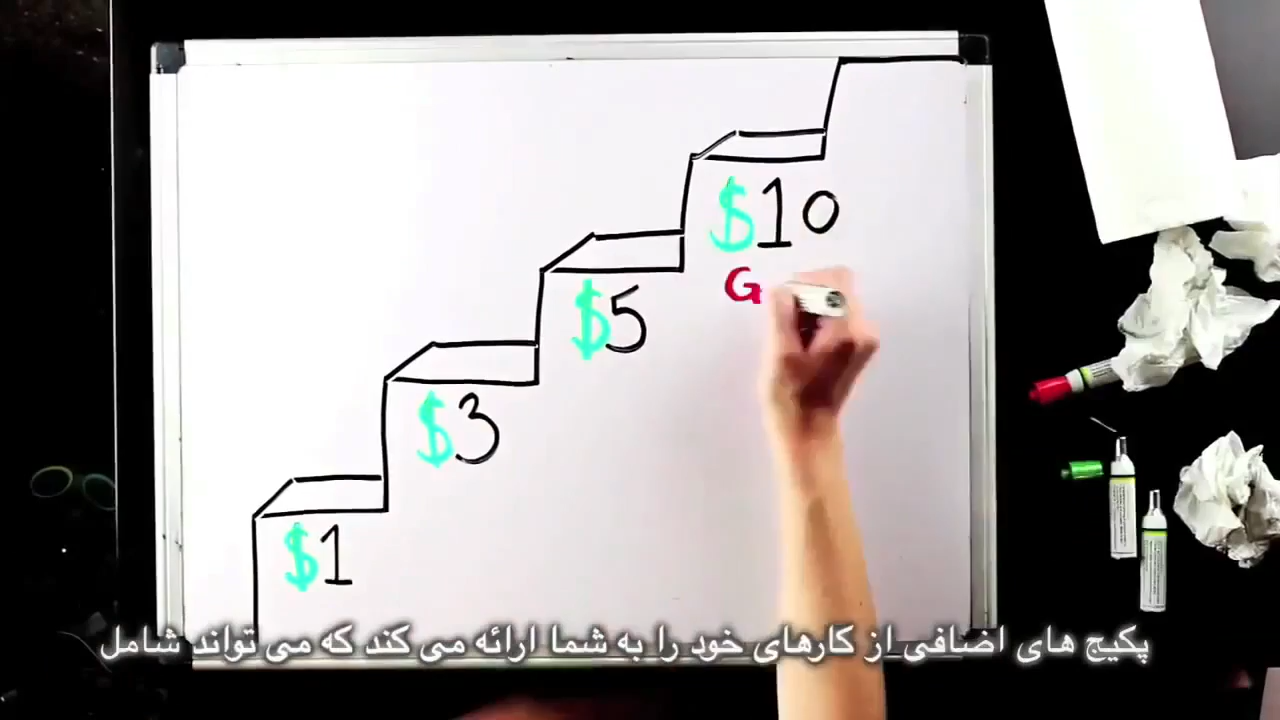 $10
G
$5
$3
$1
پکیج های اضافی از کارهای خود را به شما ارائه می کند که می تواند شامل